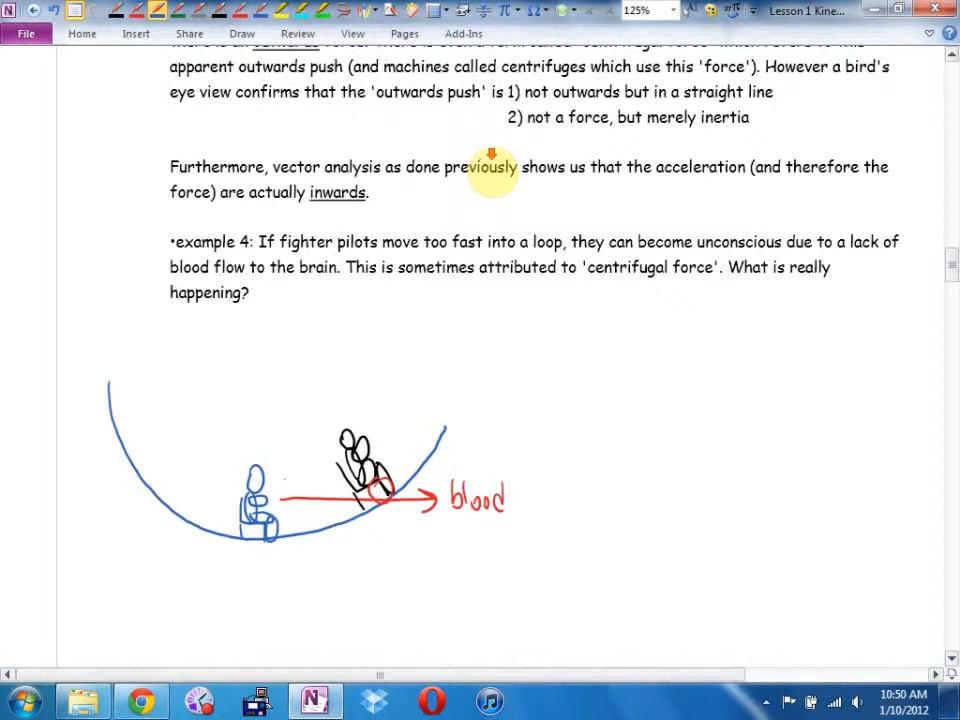 125%
Lesson 1 Kine...
File
Home
Insert
Share
Draw
Review
View
Pages
Add-Ins
apparent outwards push (and machines called centrifuges which use this 'force'). However a bird's
eye view confirms that the 'outwards push' is 1) not outwards but in a straight line
2) not a force, but merely inertia
Furthermore, vector analysis as done previously shows us that the acceleration (and therefore the
force) are actually inwards.
•example 4: If fighter pilots move too fast into a loop, they can become unconscious due to a lack of
blood flow to the brain. This is sometimes attributed to 'centrifugal force'. What is really
happening?
blood
10:50 AM
1/10/2012